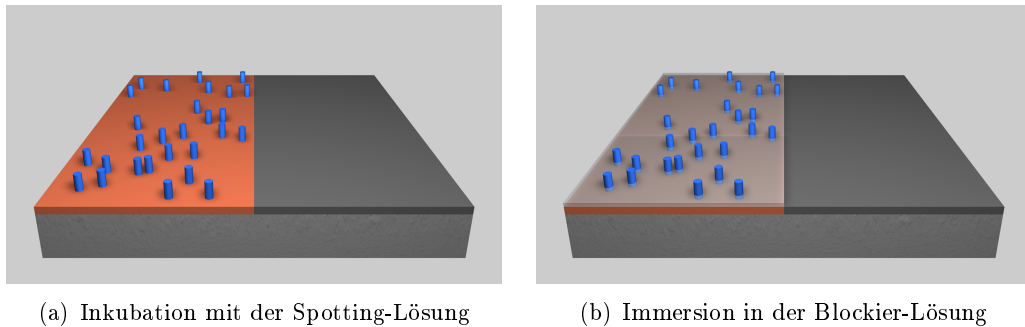 (a) Inkubation mit der Spotting-Lösung
(b) Immersion in der Blockier-Lösung